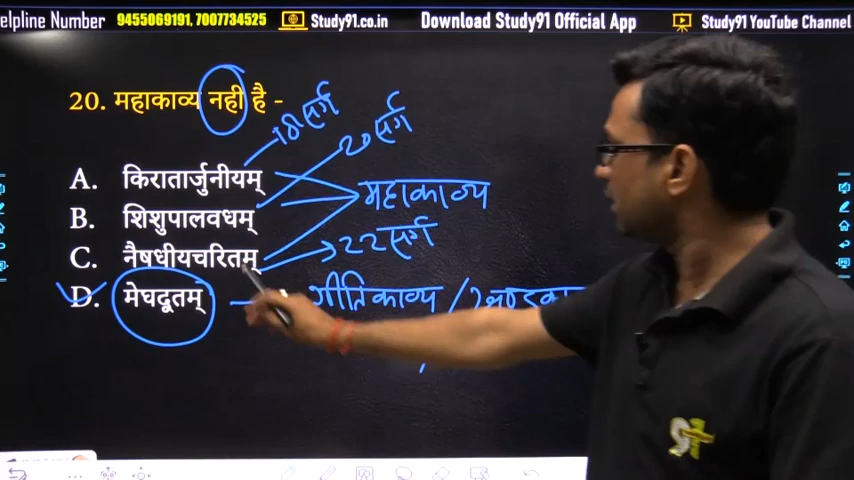 elpline Number 9455069191, 7007734525 Study91.co.in Download Study91 Official App Study91 YouTube Channel
20. महाकाव्य नही है -
18 सर्ग
20 सर्ग
A. किरातार्जुनीयम्
B. शिशुपालवधम्
महाकाव्य
C. नैषधीयचरितम्
22 सर्ग
D. मेघदूतम्
गीतिकाव्य /